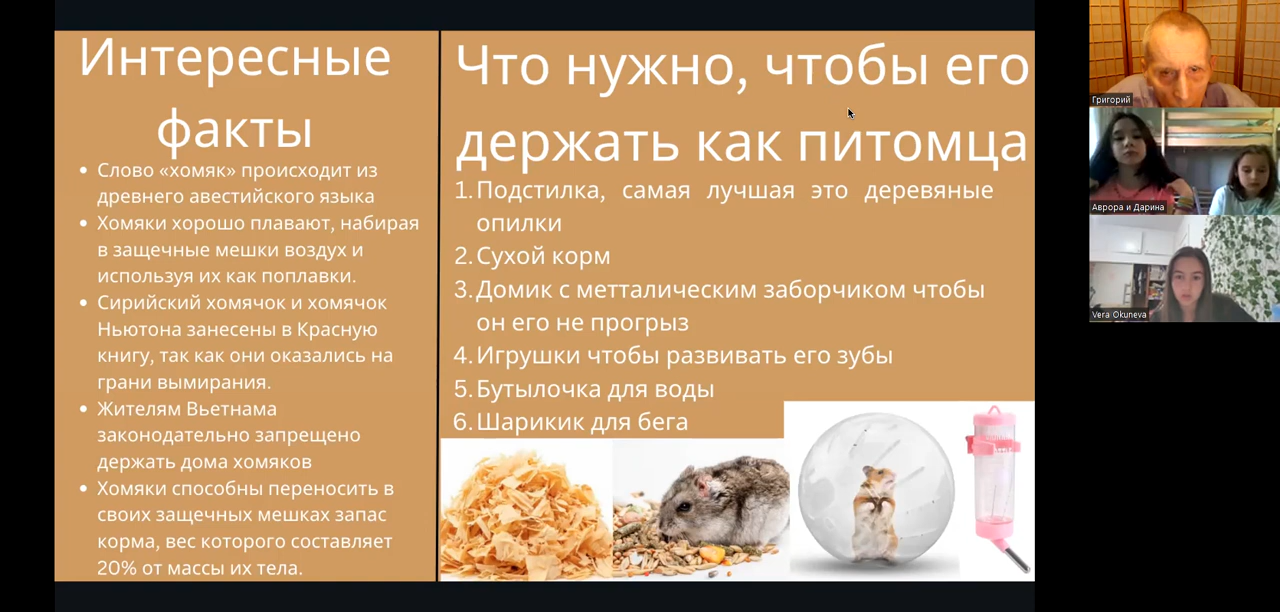 Интересные
факты
Слово «хомяк» происходит из
древнего авестийского языка
Хомяки хорошо плавают, набирая
в защечные мешки воздух и
используя их как поплавки.
Сирийский хомячок и хомячок
Ньютона занесены в Красную
книгу, так как они оказались на
грани вымирания.
Жителям Вьетнама
законодательно запрещено
держать дома хомяков
Хомяки способны переносить в
своих защечных мешках запас
корма, вес которого составляет
20% от массы их тела.
Что нужно, чтобы его
держать как питомца
1. Подстилка, самая лучшая это деревяные
опилки
2. Сухой корм
3. Домик с метталическим заборчиком чтобы
он его не прогрыз
4. Игрушки чтобы развивать его зубы
5. Бутылочка для воды
6. Шарикик для бега
Григорий
Аврора и Дарина
Vera Okuneva